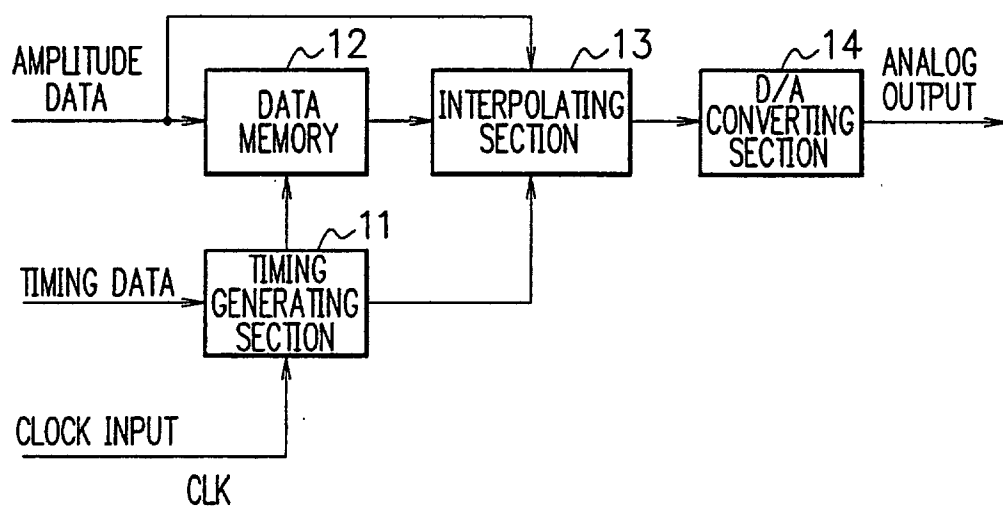 AMPLITUDE
DATA
12
DATA
MEMORY
13
INTERPOLATING
SECTION
14
D/A
CONVERTING
SECTION
ANALOG
OUTPUT
11
TIMING DATA
TIMING
GENERATING
SECTION
CLOCK INPUT
CLK